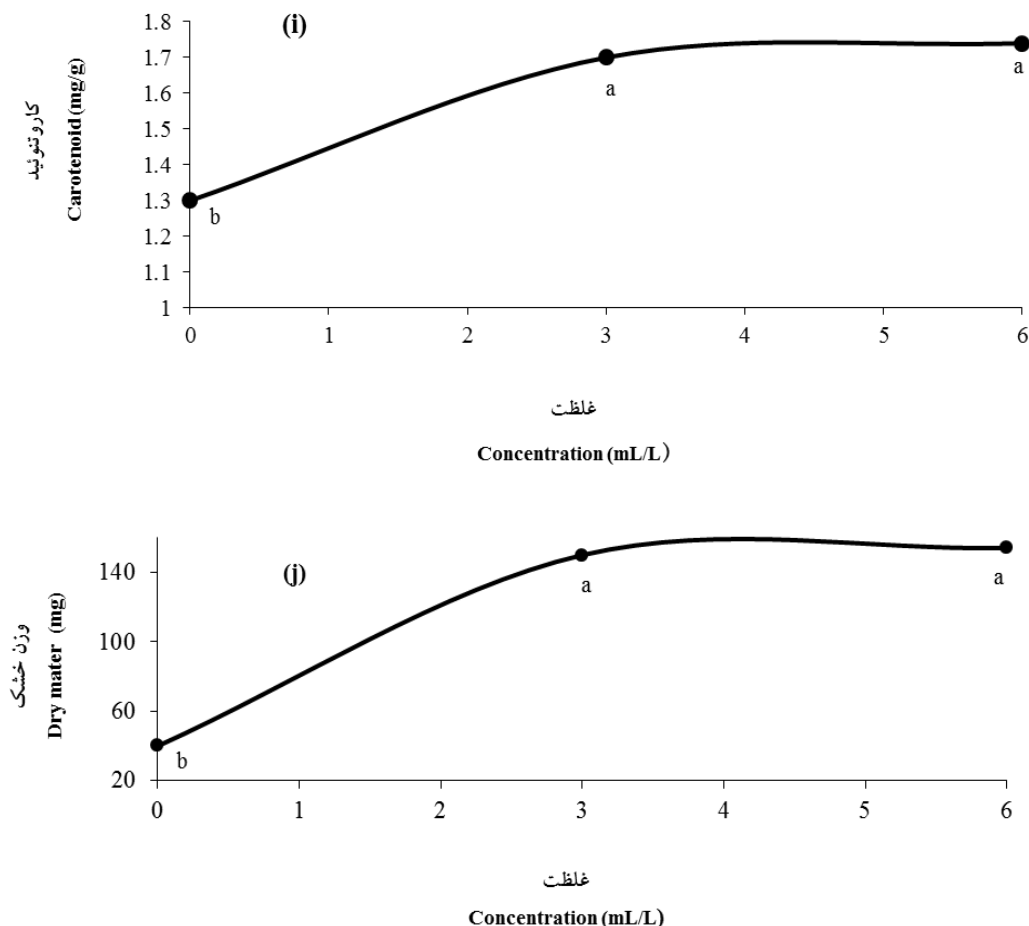 (i)
کاروتنوئید
Carotenoid (mg/g)
1.8
1.7
1.6
1.5
1.4
1.3
1.2
1.1
1
b
a
a
0 1 2 3 4 5 6
غلظت
Concentration (mL/L)
(j)
وزن خشک
Dry mater (mg)
140
100
60
20
b
a
a
0 1 2 3 4 5 6
غلظت
Concentration (mL/L)